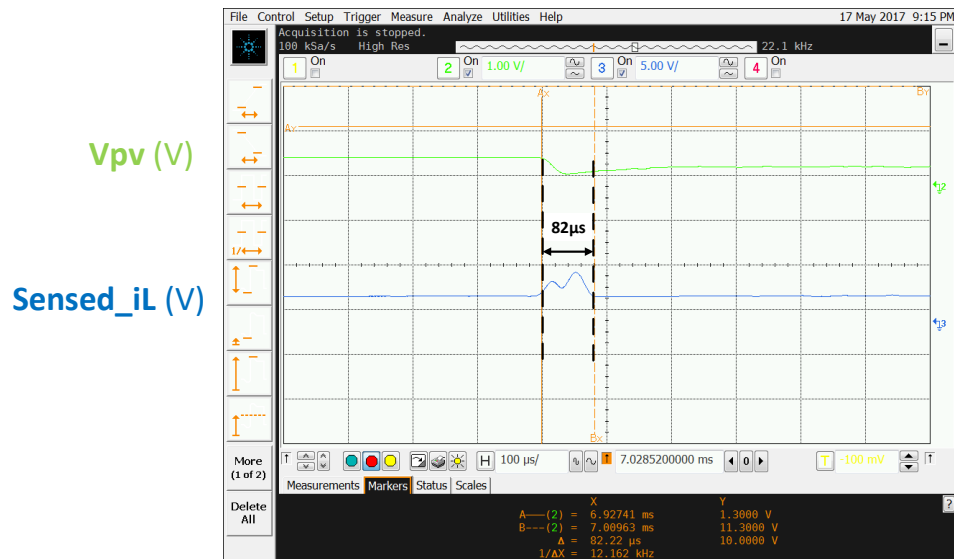 File Control Setup Trigger Measure Analyze Utilities Help 17 May 2017 9:15 PM
Acquisition is stopped.
100 kSa/s High Res 22.1 kHz
1 On 2 On 1.00 V/ 3 On 5.00 V/ 4 On
Ax By
Ay
Vpv (V)
2
82µs
1/
Sensed_iL (V)
3
Bx
More
(1 of 2)
H 100 µs/ 7.0285200000 ms 0 T -100 mV
Measurements Markers Status Scales
Delete
All
X Y ?
A---(2) = 6.92741 ms 1.3000 V
B---(2) = 7.00963 ms 11.3000 V
Δ = 82.22 µs 10.0000 V
1/ΔX = 12.162 kHz